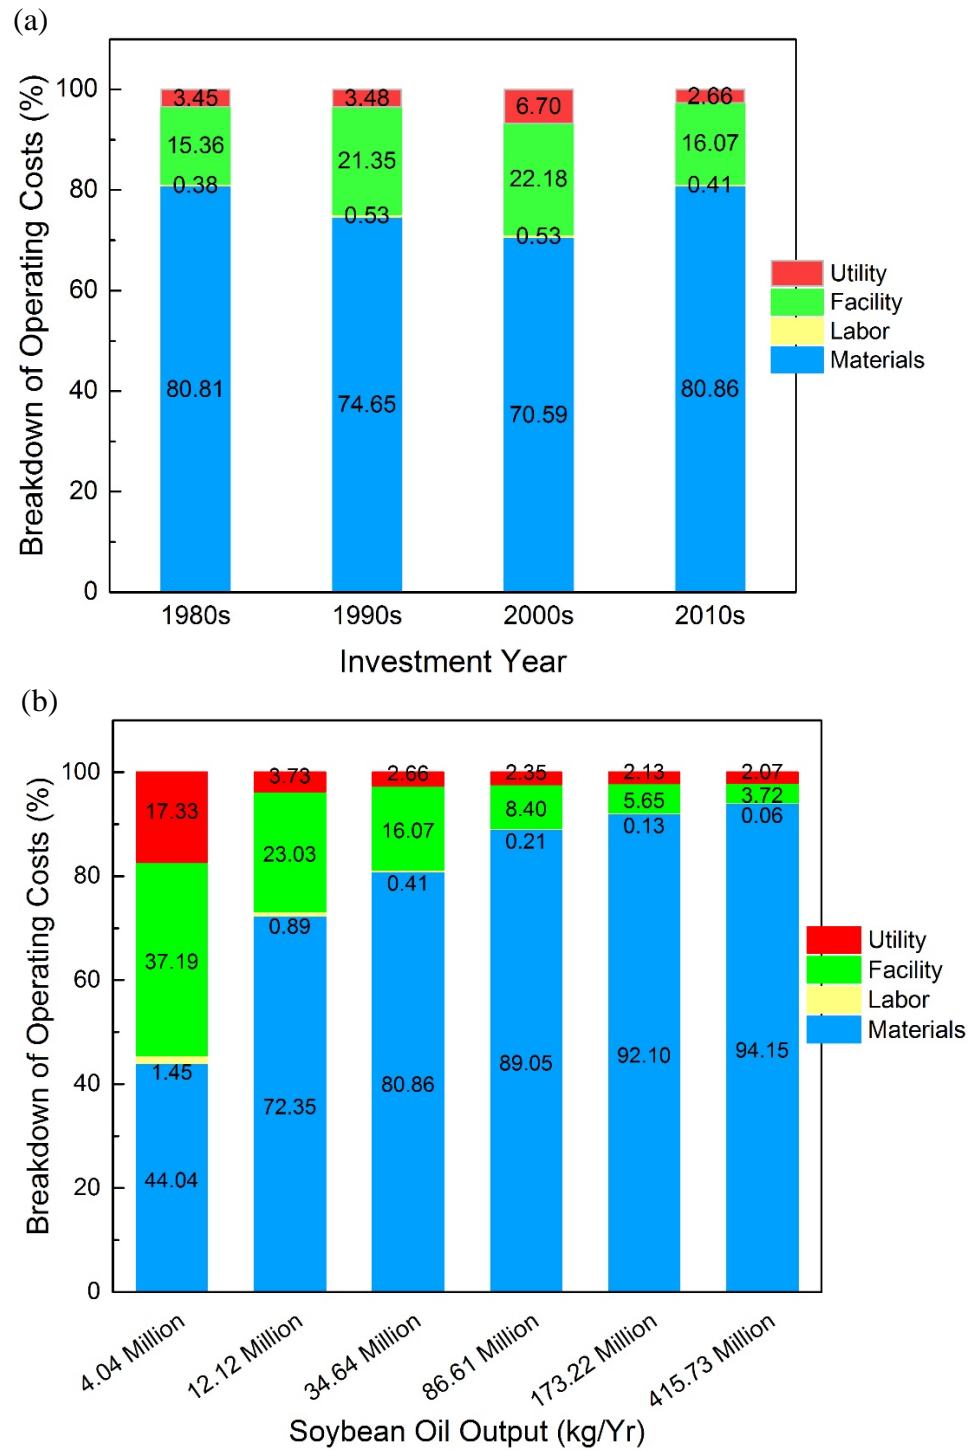 (a)
Breakdown of Operating Costs (%)
100
80
60
40
20
0
3.45
15.36
0.38
80.81
3.48
21.35
0.53
74.65
6.70
22.18
0.53
70.59
2.66
16.07
0.41
80.86
Utility
Facility
Labor
Materials
1980s
1990s
2000s
2010s
Investment Year
(b)
Breakdown of Operating Costs (%)
100
80
60
40
20
0
17.33
37.19
1.45
44.04
3.73
23.03
0.89
72.35
2.66
16.07
0.41
80.86
2.35
8.40
0.21
89.05
2.13
5.65
0.13
92.10
2.07
3.72
0.06
94.15
Utility
Facility
Labor
Materials
4.04 Million
12.12 Million
34.64 Million
86.61 Million
173.22 Million
415.73 Million
Soybean Oil Output (kg/Yr)